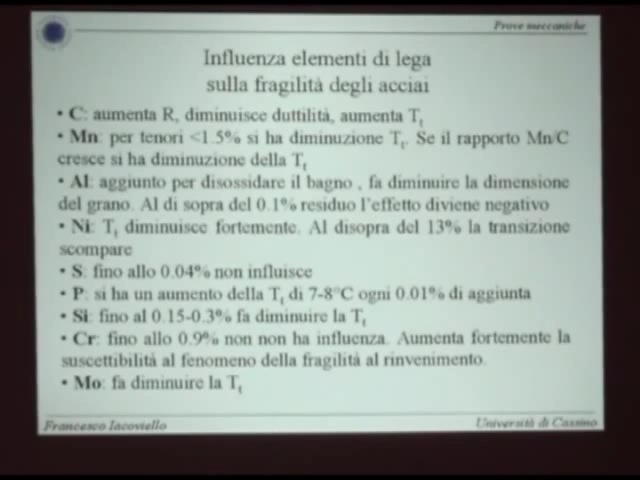 Prove meccaniche
Influenza elementi di lega
sulla fragilità degli acciai
• C: aumenta R, diminuisce duttilità, aumenta Tt
• Mn: per tenori <1.5% si ha diminuzione Tt. Se il rapporto Mn/C
cresce si ha diminuzione della Tt
• Al: aggiunto per disossidare il bagno , fa diminuire la dimensione
del grano. Al di sopra del 0.1% residuo l'effetto diviene negativo
• Ni: Tt diminuisce fortemente. Al disopra del 13% la transizione
scompare
• S: fino allo 0.04% non influisce
• P: si ha un aumento della Tt di 7-8°C ogni 0.01% di aggiunta
• Si: fino al 0.15-0.3% fa diminuire la Tt
• Cr: fino allo 0.9% non non ha influenza. Aumenta fortemente la
suscettibilità al fenomeno della fragilità al rinvenimento.
• Mo: fa diminuire la Tt
Francesco Iacoviello
Università di Cassino